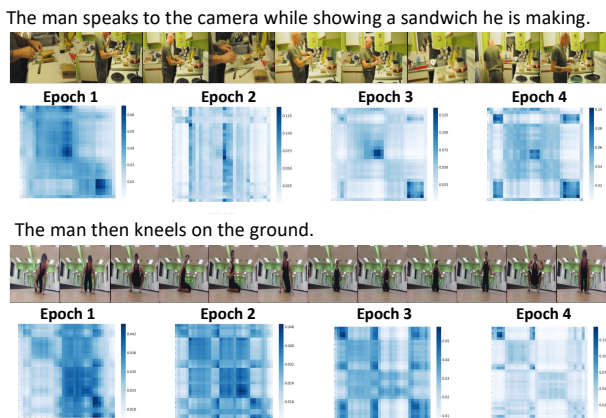 The man speaks to the camera while showing a sandwich he is making.
Epoch 1 Epoch 2 Epoch 3 Epoch 4
The man then kneels on the ground.
Epoch 1 Epoch 2 Epoch 3 Epoch 4